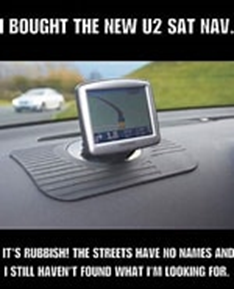 I BOUGHT THE NEW U2 SAT NAV.
IT'S RUBBISH! THE STREETS HAVE NO NAMES AND
I STILL HAVEN'T FOUND WHAT I'M LOOKING FOR.